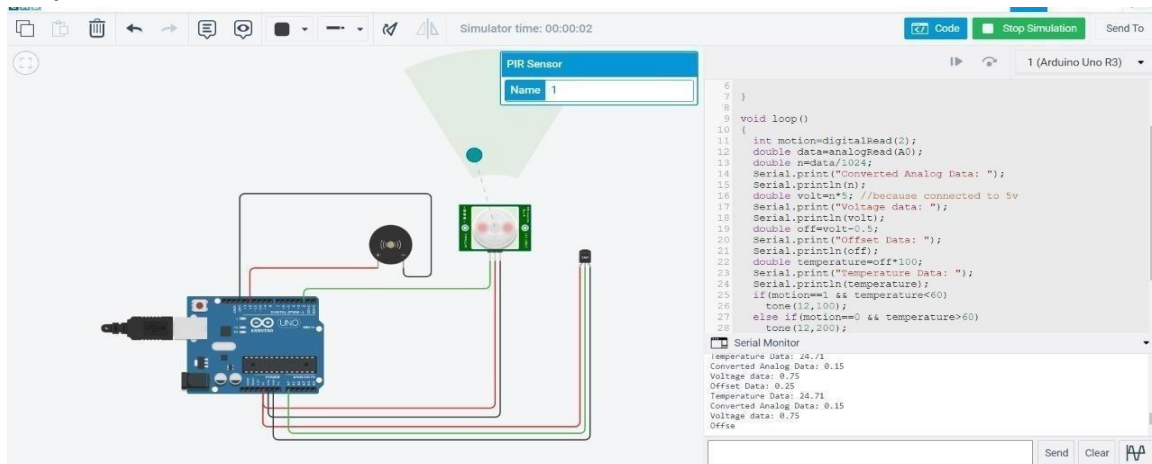 Simulator time: 00:00:02
Code
Stop Simulation
Send To
PIR Sensor
Name 1
1 (Arduino Uno R3)
6
7 }
8
9 void loop()
10 {
11 int motion=digitalRead(2);
12 double data=analogRead(A0);
13 double n=data/1024;
14 Serial.print("Converted Analog Data: ");
15 Serial.println(n);
16 double volt=n*5; //because connected to 5v
17 Serial.print("Voltage data: ");
18 Serial.println(volt);
19 double off=volt-0.5;
20 Serial.print("Offset Data: ");
21 Serial.println(off);
22 double temperature=off*100;
23 Serial.print("Temperature Data: ");
24 Serial.println(temperature);
25 if(motion==1 && temperature<60)
26 tone(12,100);
27 else if(motion==0 && temperature>60)
28 tone(12,200);
UNO
ARDUINO
Serial Monitor
Temperature Data: 24.71
Converted Analog Data: 0.15
Voltage data: 0.75
Offset Data: 0.25
Temperature Data: 24.71
Converted Analog Data: 0.15
Voltage data: 0.75
Offse
Send
Clear